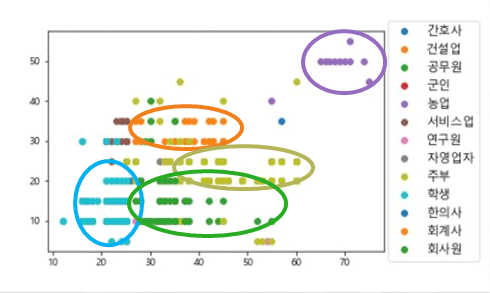 간호사
건설업
공무원
군인
농업
서비스업
연구원
자영업자
주부
학생
한의사
회계사
회사원
50
40
30
20
10
10 20 30 40 50 60 70